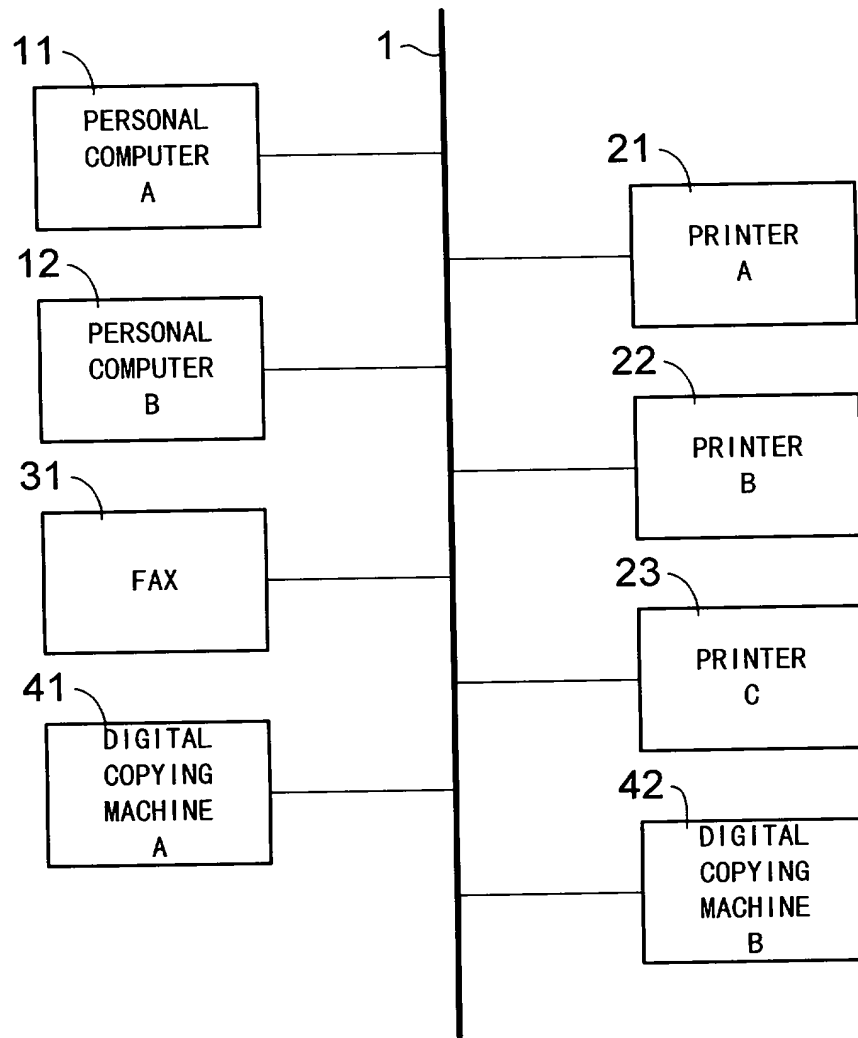 1
11
PERSONAL
COMPUTER
A
12
PERSONAL
COMPUTER
B
31
FAX
41
DIGITAL
COPYING
MACHINE
A
21
PRINTER
A
22
PRINTER
B
23
PRINTER
C
42
DIGITAL
COPYING
MACHINE
B